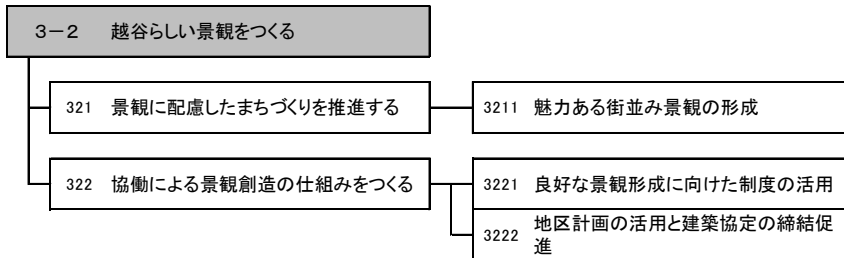 3－2 越谷らしい景観をつくる
321 景観に配慮したまちづくりを推進する
3211 魅力ある街並み景観の形成
322 協働による景観創造の仕組みをつくる
3221 良好な景観形成に向けた制度の活用
3222 地区計画の活用と建築協定の締結促
進